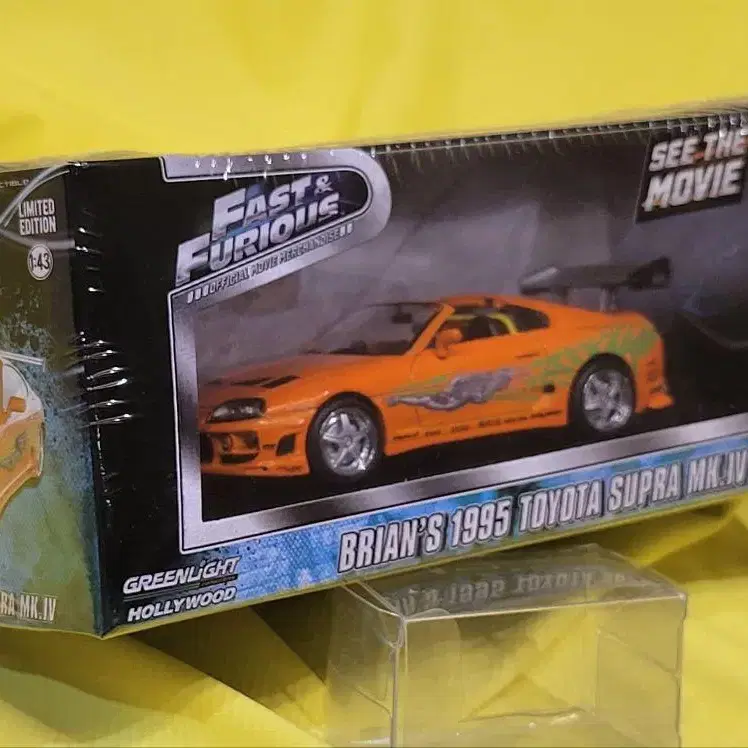 LIMITED
EDITION
1:43
FAST &
FURIOUS
OFFICIAL MOVIE MERCHANDISE
SEE THE
MOVIE
BRIAN'S 1995 TOYOTA SUPRA MK.IV
GREENLIGHT
HOLLYWOOD
RA MK.IV